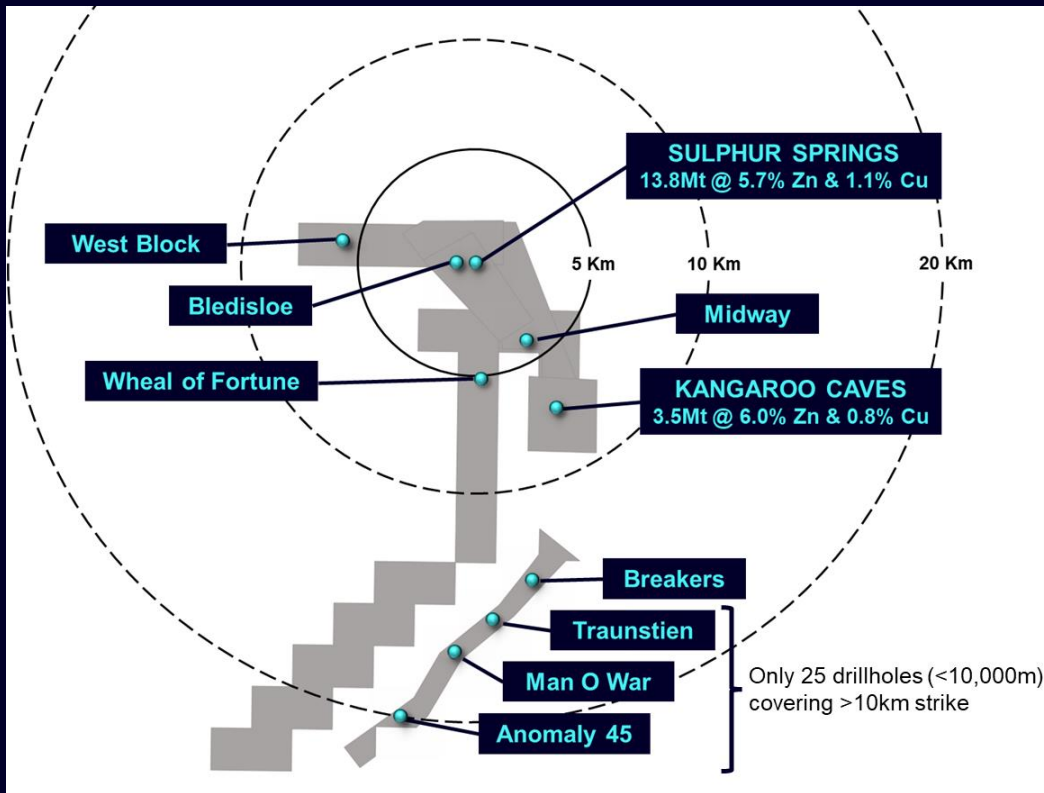 SULPHUR SPRINGS
13.8Mt @ 5.7% Zn & 1.1% Cu
West Block
5 Km
10 Km
20 Km
Bledisloe
Midway
Wheal of Fortune
KANGAROO CAVES
3.5Mt @ 6.0% Zn & 0.8% Cu
Breakers
Traunstien
Man O War
Only 25 drillholes (<10,000m)
covering >10km strike
Anomaly 45